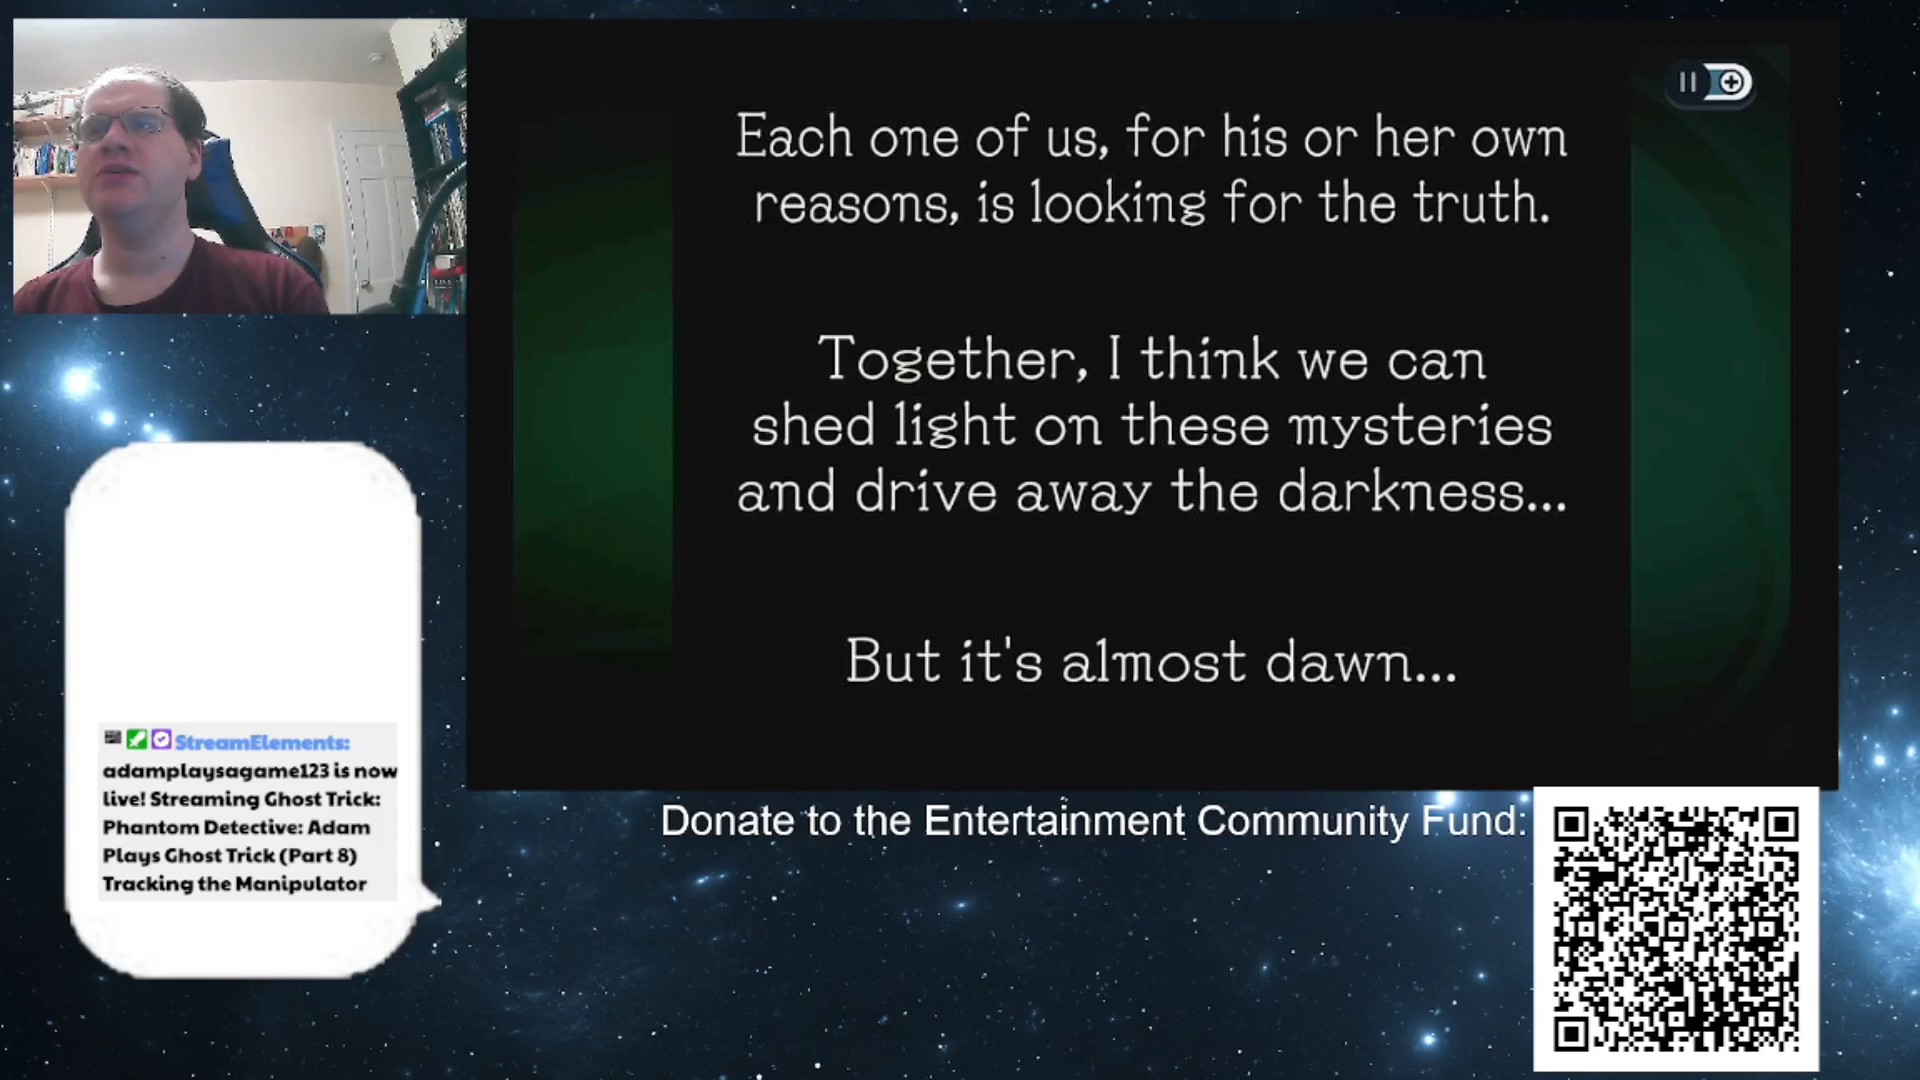 Each one of us, for his or her own
reasons, is looking for the truth.
Together, I think we can
shed light on these mysteries
and drive away the darkness...
But it's almost dawn...
StreamElements:
adamplaysagame123 is now
live! Streaming Ghost Trick:
Phantom Detective: Adam
Plays Ghost Trick (Part 8)
Tracking the Manipulator
Donate to the Entertainment Community Fund: